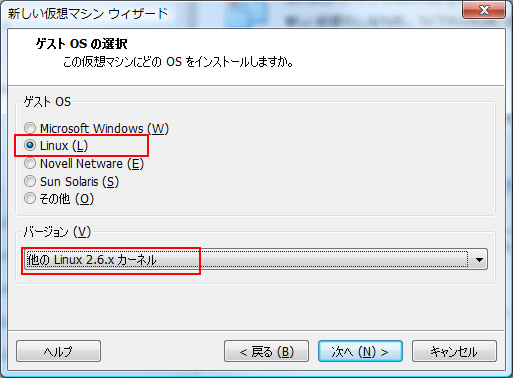 新しい仮想マシン ウィザード
ゲスト OS の選択
この仮想マシンにどの OS をインストールしますか。
ゲスト OS
Microsoft Windows (W)
Linux (L)
Novell Netware (E)
Sun Solaris (S)
その他 (O)
バージョン (V)
他の Linux 2.6.x カーネル
ヘルプ
< 戻る (B)
次へ (N) >
キャンセル